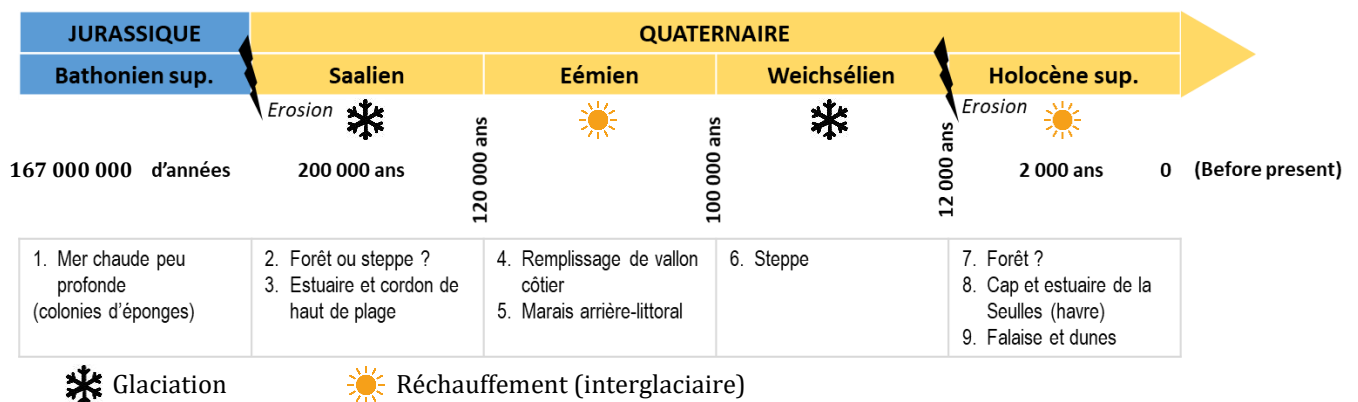 JURASSIQUE
QUATERNAIRE
Bathonien sup.
Saalien
Eémien
Weichsélien
Holocène sup.
Erosion
Erosion
167 000 000 d'années
200 000 ans
120 000 ans
100 000 ans
12 000 ans
2 000 ans
0
(Before present)
1. Mer chaude peu
profonde
(colonies d'éponges)
2. Forêt ou steppe ?
3. Estuaire et cordon de
haut de plage
4. Remplissage de vallon
côtier
5. Marais arrière-littoral
6. Steppe
7. Forêt ?
8. Cap et estuaire de la
Seulles (havre)
9. Falaise et dunes
Glaciation
Réchauffement (interglaciaire)